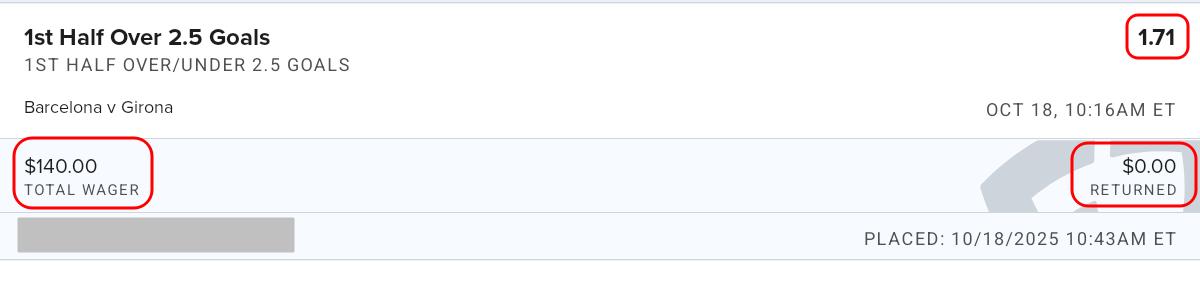 1st Half Over 2.5 Goals
1.71
1ST HALF OVER/UNDER 2.5 GOALS
Barcelona v Girona
OCT 18, 10:16AM ET
$140.00
$0.00
TOTAL WAGER
RETURNED
PLACED: 10/18/2025 10:43AM ET